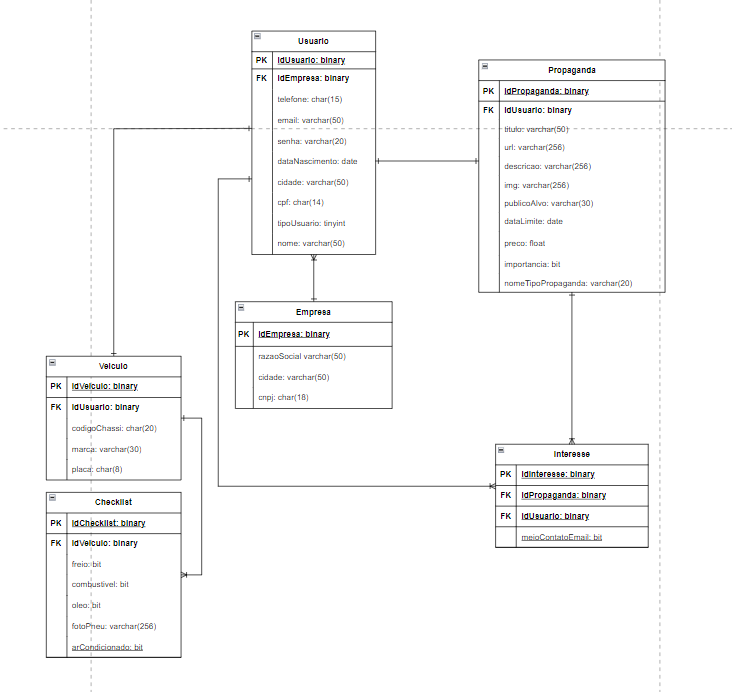 Usuario
PK IdUsuario: binary
FK IdEmpresa: binary
telefone: char(15)
email: varchar(50)
senha: varchar(20)
dataNascimento: date
cidade: varchar(50)
cpf: char(14)
tipoUsuario: tinyint
nome: varchar(50)
Propaganda
PK IdPropaganda: binary
FK IdUsuario: binary
titulo: varchar(50)
url: varchar(256)
descricao: varchar(256)
img: varchar(256)
publicoAlvo: varchar(30)
dataLimite: date
preco: float
importancia: bit
nomeTipoPropaganda: varchar(20)
Empresa
PK IdEmpresa: binary
razaoSocial varchar(50)
cidade: varchar(50)
cnpj: char(18)
Veiculo
PK IdVeiculo: binary
FK IdUsuario: binary
codigoChassi: char(20)
marca: varchar(30)
placa: char(8)
Checklist
PK IdChecklist: binary
FK IdVeiculo: binary
freio: bit
combustivel: bit
oleo: bit
fotoPneu: varchar(256)
arCondicionado: bit
Interesse
PK IdInteresse: binary
FK IdPropaganda: binary
FK IdUsuario: binary
meioContatoEmail: bit